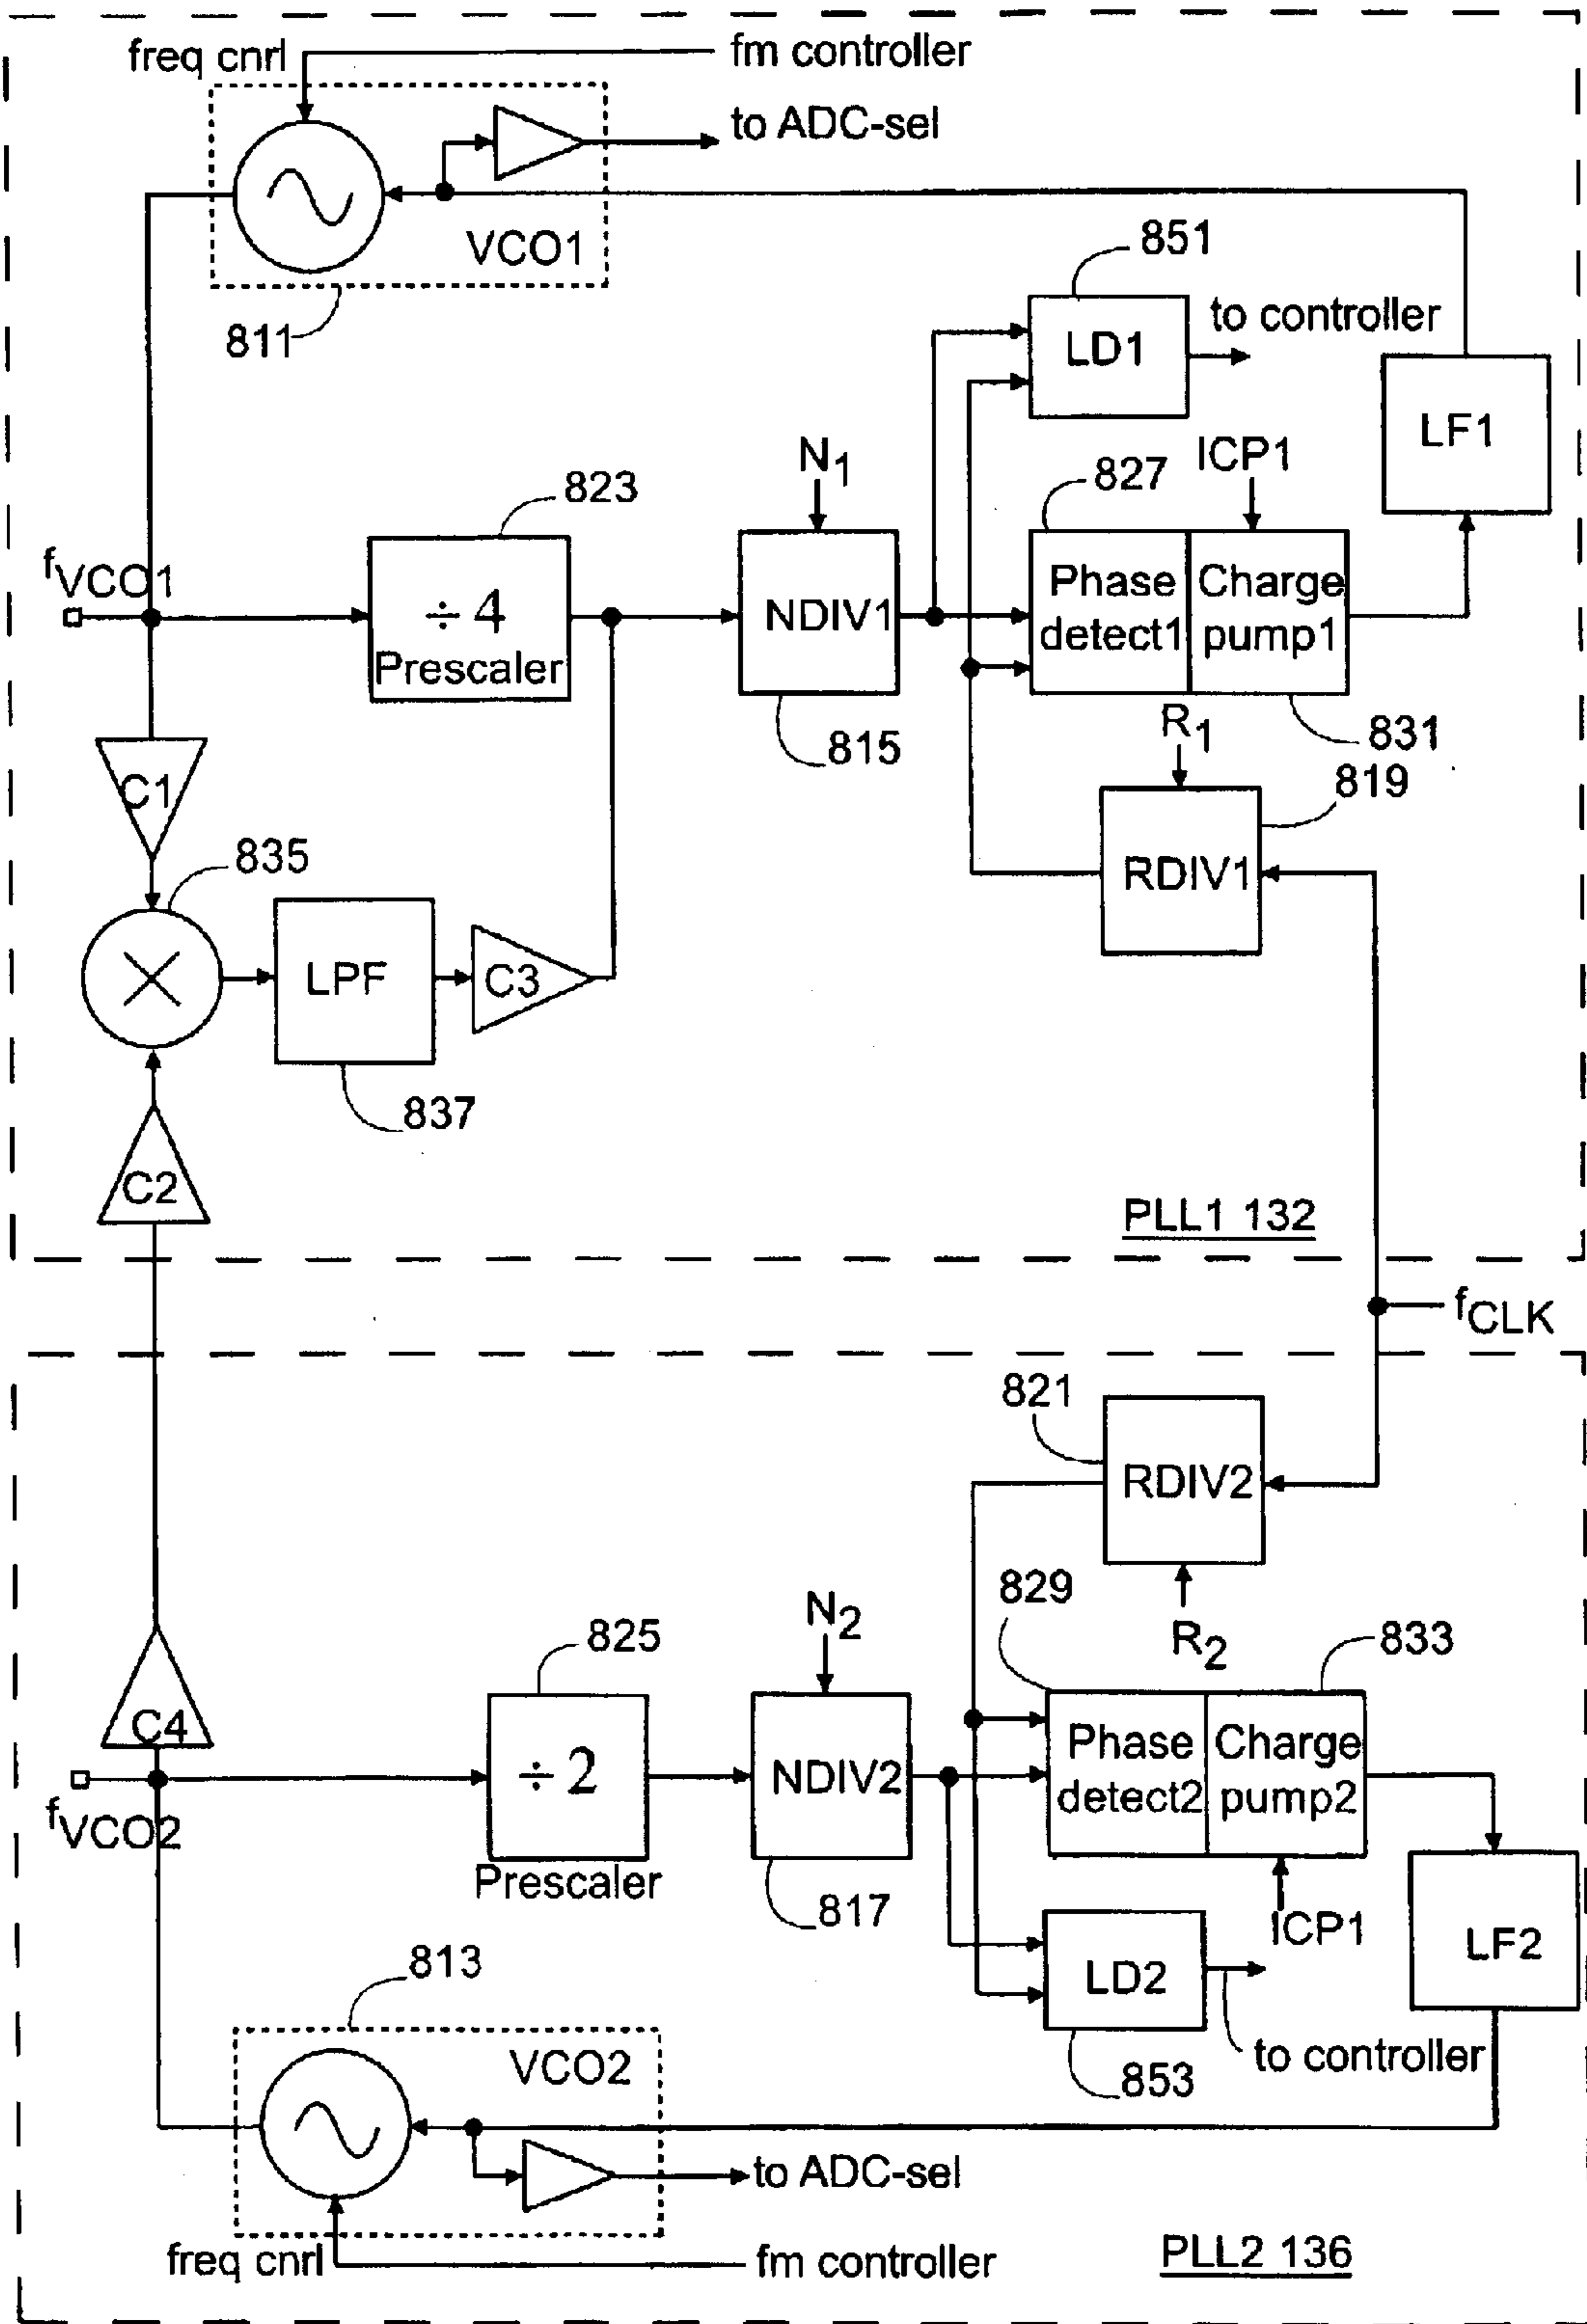 freq cnrl
fm controller
to ADC-sel
VCO1
811
851
LD1
to controller
LF1
N1
823
827
ICP1
fVCO1
÷ 4
Prescaler
NDIV1
Phase
detect1
Charge
pump1
815
R1
831
819
C1
835
RDIV1
LPF
C3
837
C2
PLL1 132
fCLK
821
RDIV2
829
R2
833
N2
825
C4
fVCO2
÷ 2
Prescaler
NDIV2
Phase
detect2
Charge
pump2
817
ICP1
LF2
813
LD2
VCO2
853
to controller
to ADC-sel
freq cnrl
fm controller
PLL2 136